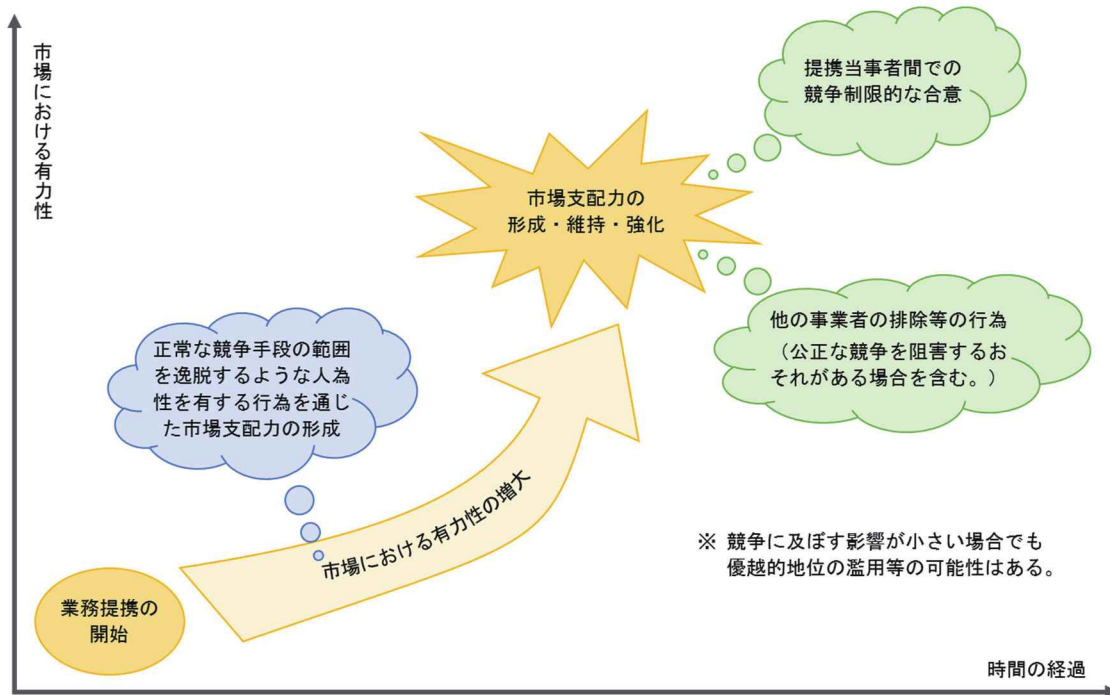 市場における有力性
提携当事者間での
競争制限的な合意
市場支配力の
形成・維持・強化
他の事業者の排除等の行為
（公正な競争を阻害するお
それがある場合を含む。）
正常な競争手段の範囲
を逸脱するような人為
性を有する行為を通じ
た市場支配力の形成
市場における有力性の増大
※ 競争に及ぼす影響が小さい場合でも
優越的地位の濫用等の可能性はある。
業務提携の
開始
時間の経過